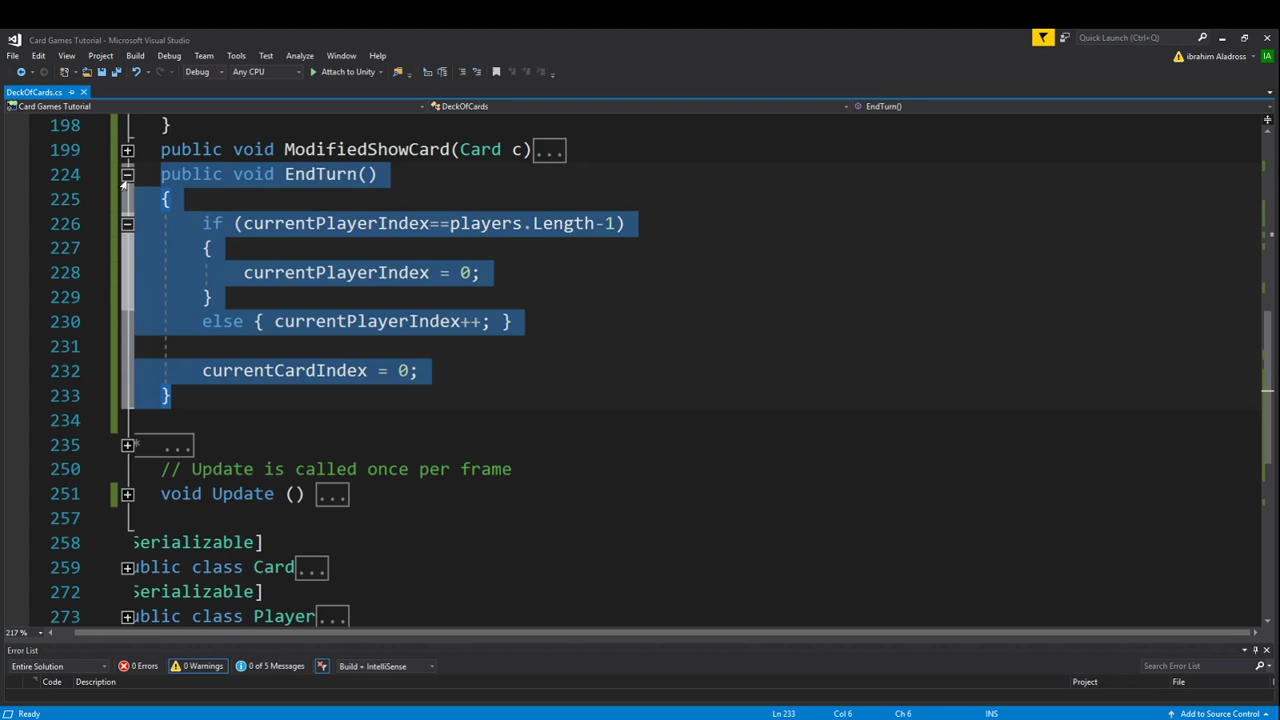 Card Games Tutorial - Microsoft Visual Studio
Quick Launch (Ctrl+Q)
File Edit View Project Build Debug Team Tools Test Analyze Window Help
ibrahim Aladross IA
Debug Any CPU Attach to Unity
DeckOfCards.cs
Card Games Tutorial DeckOfCards EndTurn()
198 }
199 public void ModifiedShowCard(Card c)...
224 public void EndTurn()
225 {
226 if (currentPlayerIndex==players.Length-1)
227 {
228 currentPlayerIndex = 0;
229 }
230 else { currentPlayerIndex++; }
231
232 currentCardIndex = 0;
233 }
234
235 * ...
250 // Update is called once per frame
251 void Update () ...
257
258 Serializable]
259 ublic class Card...
272 Serializable]
273 ublic class Player...
217 %
Error List
Entire Solution 0 Errors 0 Warnings 0 of 5 Messages Build + IntelliSense Search Error List
Code Description Project File
Ready Ln 233 Col 6 Ch 6 INS Add to Source Control